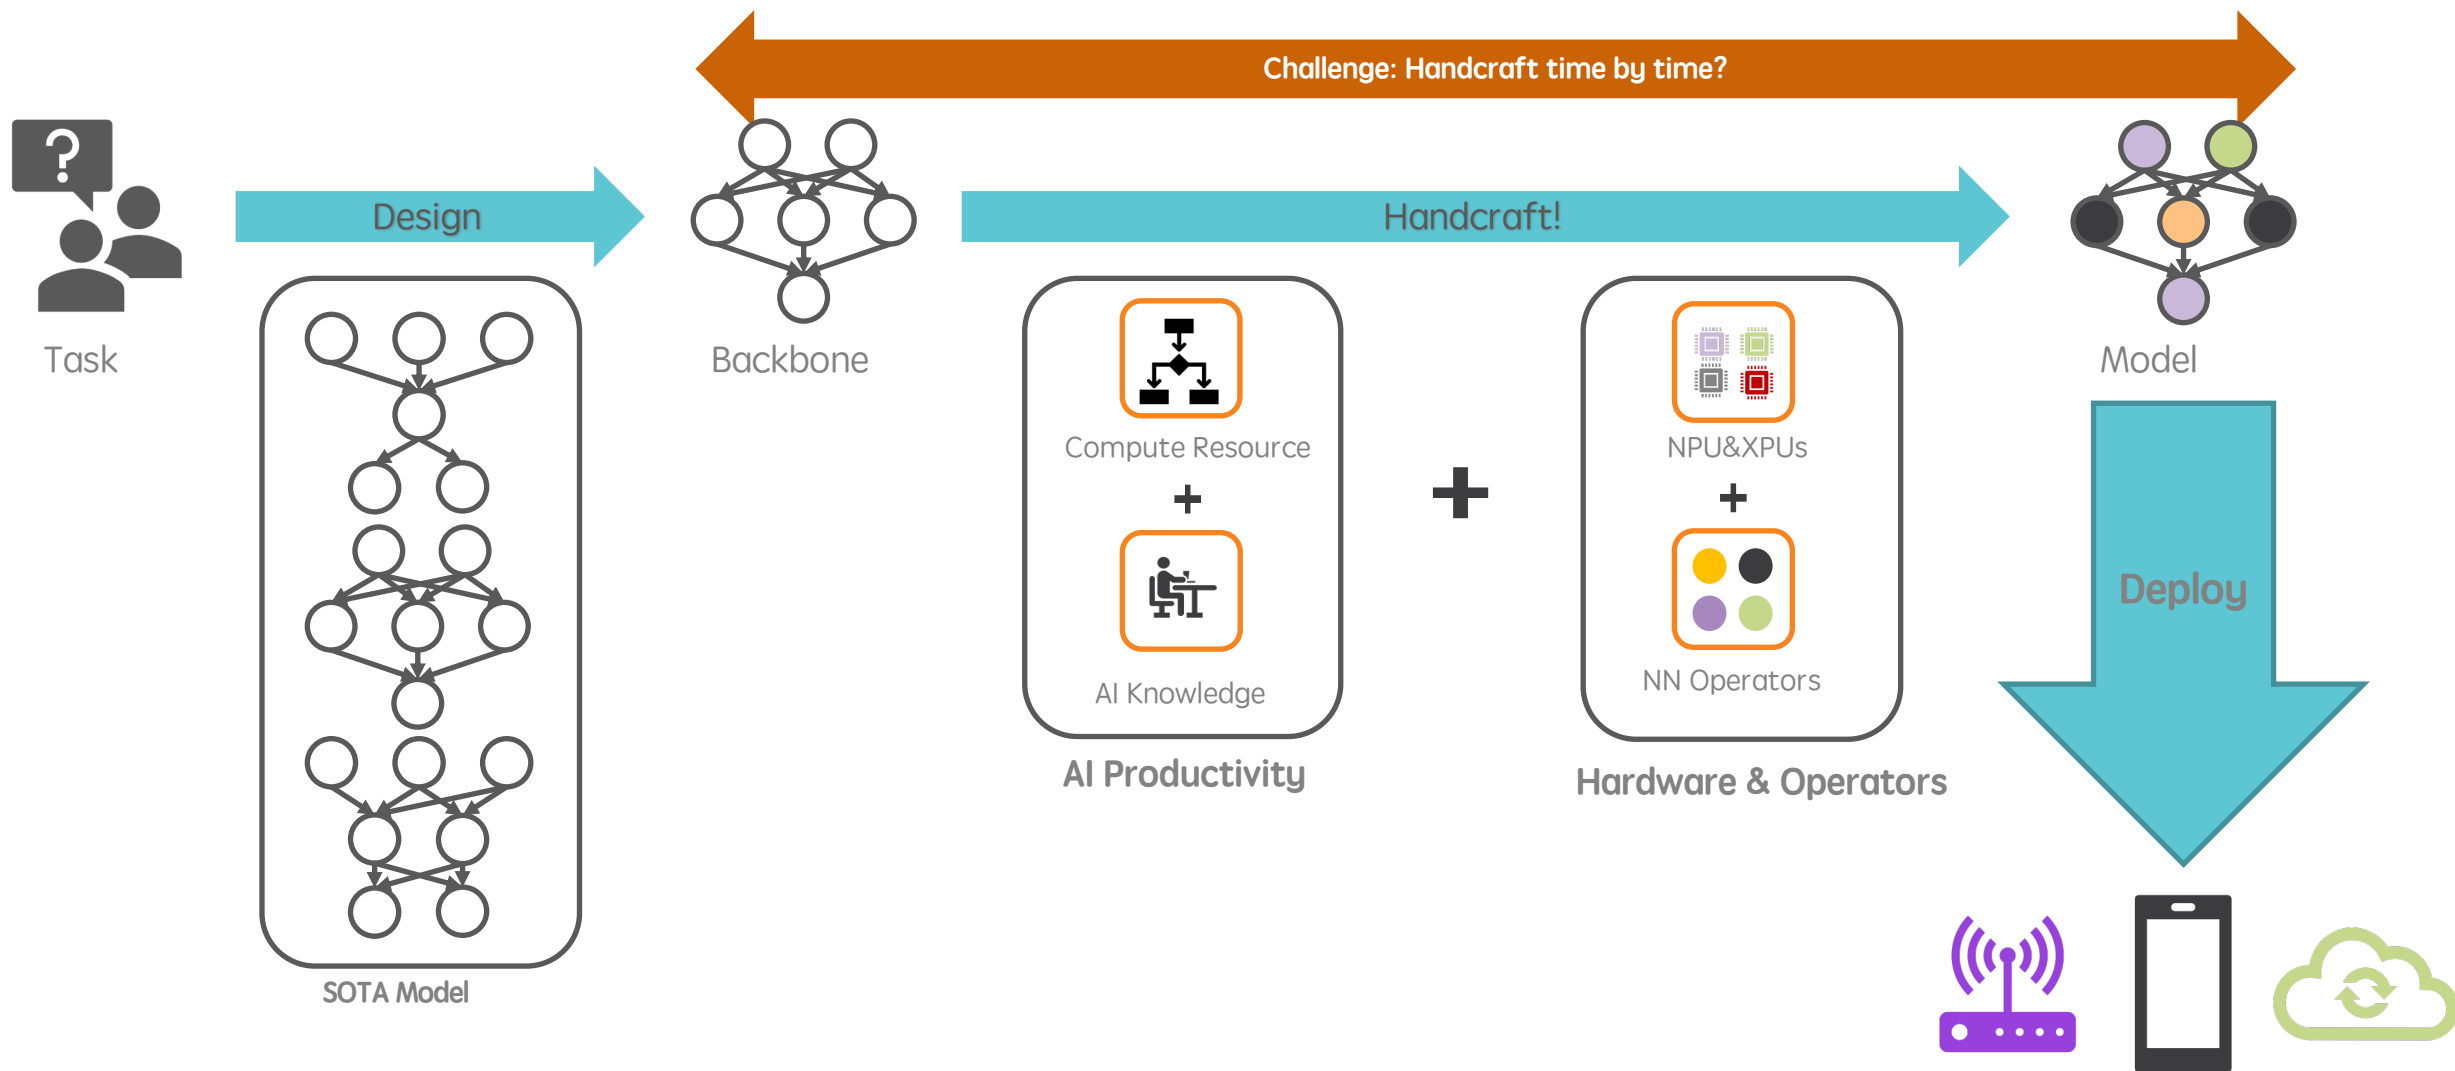 Challenge: Handcraft time by time?
?
Design
Handcraft!
Task
Backbone
Model
Compute Resource
+
AI Knowledge
AI Productivity
+
NPU&XPUs
+
NN Operators
Hardware & Operators
Deploy
SOTA Model